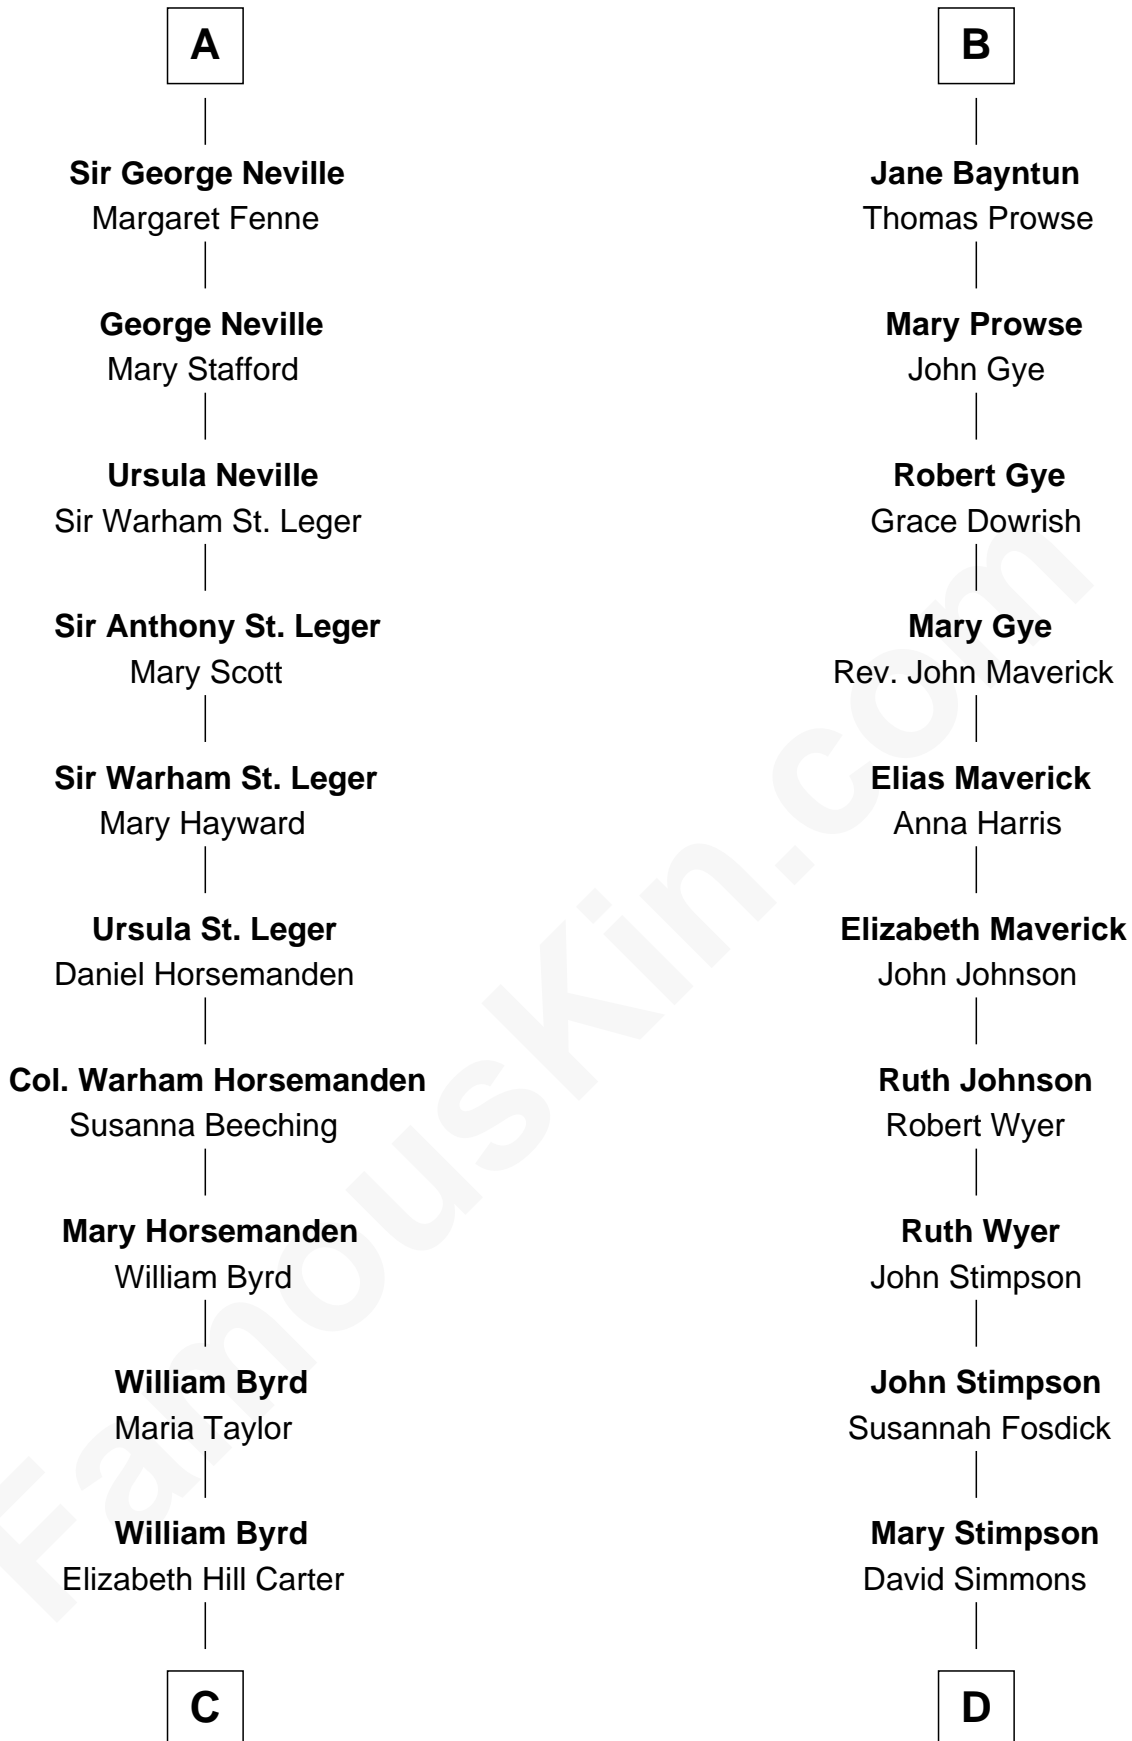 A
Sir George Neville
Margaret Fenne
George Neville
Mary Stafford
Ursula Neville
Sir Warham St. Leger
Sir Anthony St. Leger
Mary Scott
Sir Warham St. Leger
Mary Hayward
Ursula St. Leger
Daniel Horsemanden
Col. Warham Horsemanden
Susanna Beeching
Mary Horsemanden
William Byrd
William Byrd
Maria Taylor
William Byrd
Elizabeth Hill Carter
C
B
Jane Bayntun
Thomas Prowse
Mary Prowse
John Gye
Robert Gye
Grace Dowrish
Mary Gye
Rev. John Maverick
Elias Maverick
Anna Harris
Elizabeth Maverick
John Johnson
Ruth Johnson
Robert Wyer
Ruth Wyer
John Stimpson
John Stimpson
Susannah Fosdick
Mary Stimpson
David Simmons
D
FamousKin.com